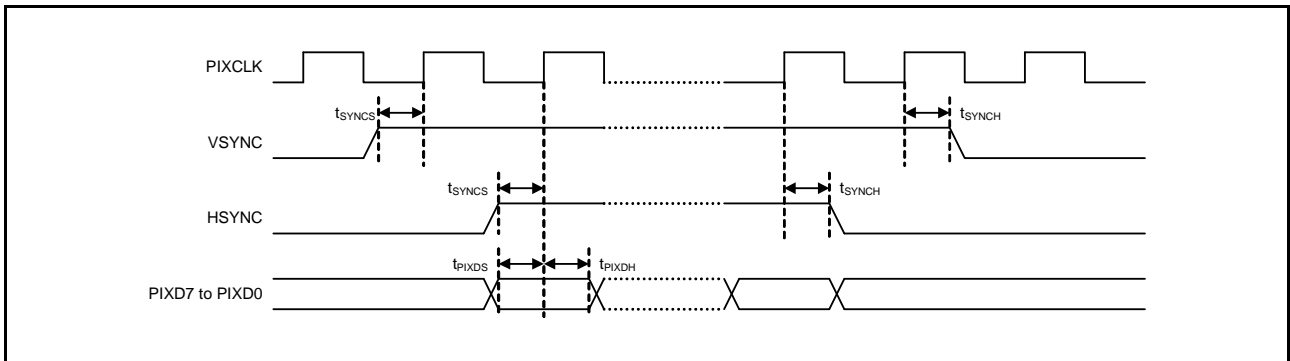 PIXCLK
tSYNCS
tSYNCH
VSYNC
tSYNCS
tSYNCH
HSYNC
tPIXDS
tPIXDH
PIXD7 to PIXD0